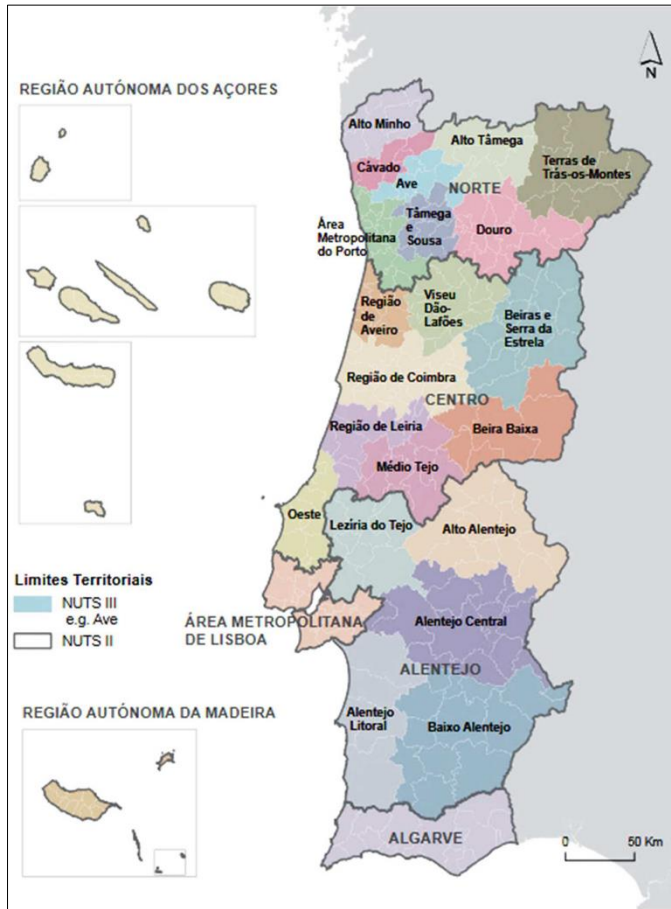 N
REGIÃO AUTÓNOMA DOS AÇORES
Alto Minho
Alto Tâmega
Terras de
Trás-os-Montes
Cávado
Ave
NORTE
Tâmega
e
Sousa
Douro
Área
Metropolitana
do Porto
Região
de
Aveiro
Viseu
Dão-
Lafões
Beiras e
Serra da
Estrela
Região de Coimbra
CENTRO
Região de Leiria
Beira Baixa
Médio Tejo
Oeste
Lezíria do Tejo
Alto Alentejo
Limites Territoriais
NUTS III
e.g. Ave
NUTS II
ÁREA METROPOLITANA
DE LISBOA
Alentejo Central
ALENTEJO
REGIÃO AUTÓNOMA DA MADEIRA
Alentejo
Litoral
Baixo Alentejo
ALGARVE
0 50 Km